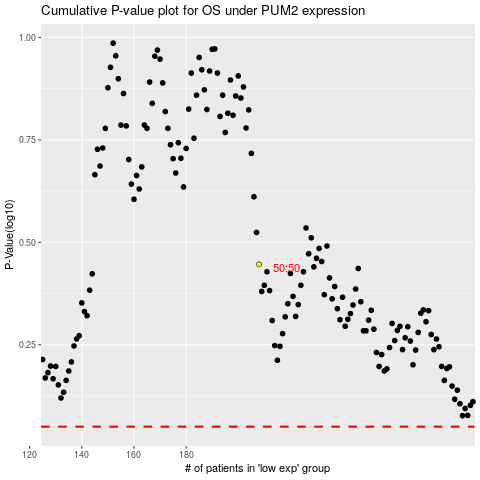 Cumulative P-value plot for OS under PUM2 expression
P-Value(log10)
1.00
0.75
0.50
0.25
50:50
120 140 160 180
# of patients in 'low exp' group